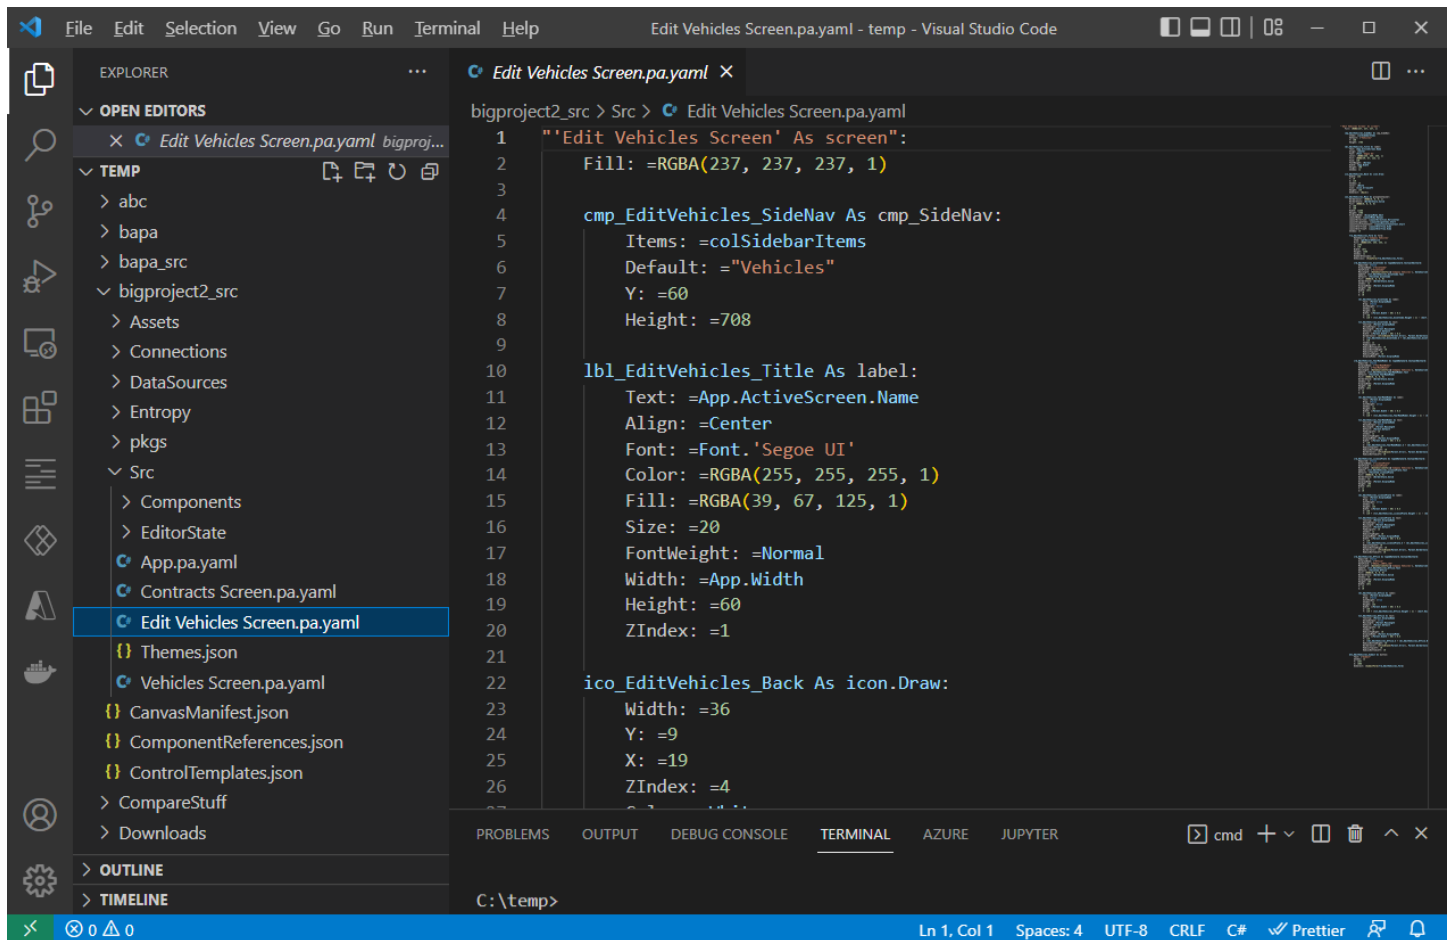 File Edit Selection View Go Run Terminal Help Edit Vehicles Screen.pa.yaml - temp - Visual Studio Code
EXPLORER
OPEN EDITORS
Edit Vehicles Screen.pa.yaml bigproj...
TEMP
abc
bapa
bapa_src
bigproject2_src
Assets
Connections
DataSources
Entropy
pkgs
Src
Components
EditorState
App.pa.yaml
Contracts Screen.pa.yaml
Edit Vehicles Screen.pa.yaml
Themes.json
Vehicles Screen.pa.yaml
CanvasManifest.json
ComponentReferences.json
ControlTemplates.json
CompareStuff
Downloads
OUTLINE
TIMELINE
Edit Vehicles Screen.pa.yaml
bigproject2_src > Src > Edit Vehicles Screen.pa.yaml
1 "'Edit Vehicles Screen' As screen":
2 Fill: =RGBA(237, 237, 237, 1)
3
4 cmp_EditVehicles_SideNav As cmp_SideNav:
5 Items: =colSidebarItems
6 Default: ="Vehicles"
7 Y: =60
8 Height: =708
9
10 lbl_EditVehicles_Title As label:
11 Text: =App.ActiveScreen.Name
12 Align: =Center
13 Font: =Font.'Segoe UI'
14 Color: =RGBA(255, 255, 255, 1)
15 Fill: =RGBA(39, 67, 125, 1)
16 Size: =20
17 FontWeight: =Normal
18 Width: =App.Width
19 Height: =60
20 ZIndex: =1
21
22 ico_EditVehicles_Back As icon.Draw:
23 Width: =36
24 Y: =9
25 X: =19
26 ZIndex: =4
PROBLEMS OUTPUT DEBUG CONSOLE TERMINAL AZURE JUPYTER cmd
C:\temp>
0 0 Ln 1, Col 1 Spaces: 4 UTF-8 CRLF C# Prettier